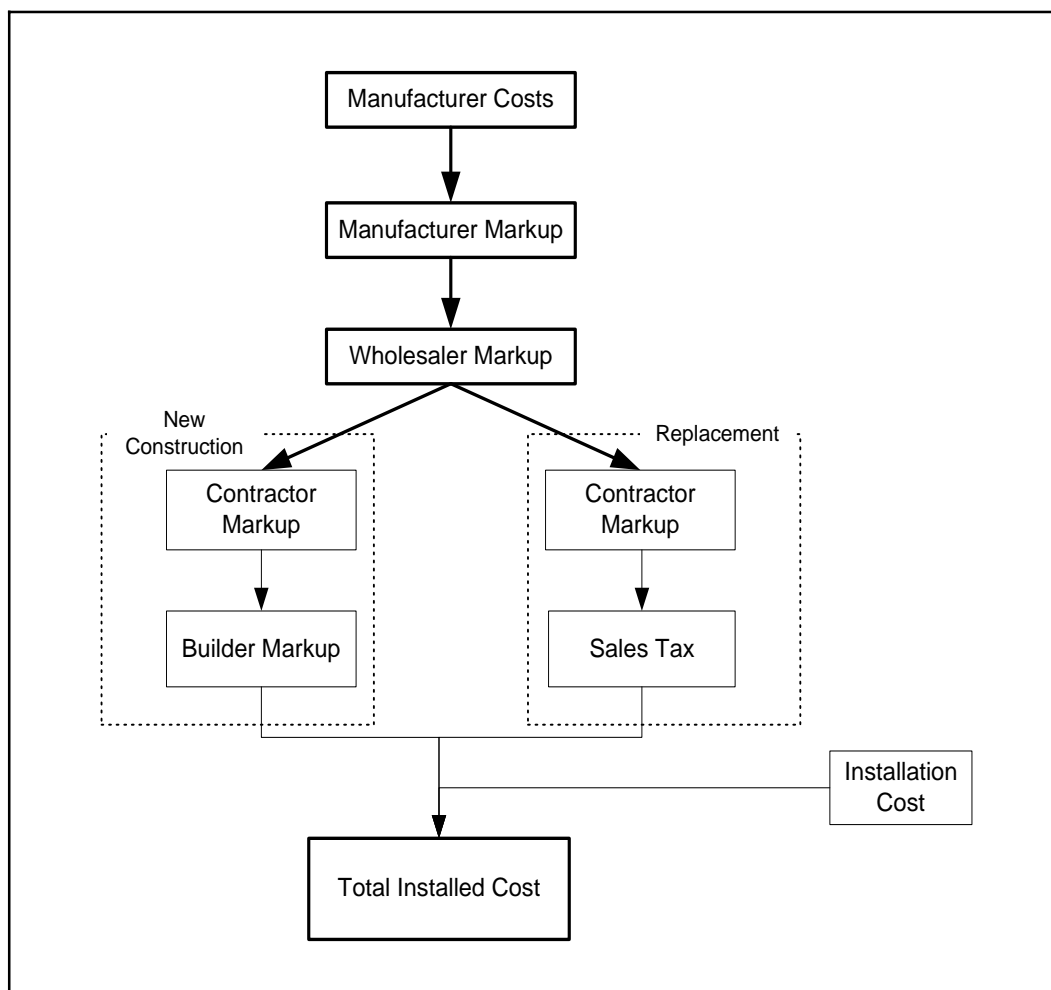 Manufacturer Costs
Manufacturer Markup
Wholesaler Markup
New
Construction
Replacement
Contractor
Markup
Contractor
Markup
Builder Markup
Sales Tax
Installation
Cost
Total Installed Cost